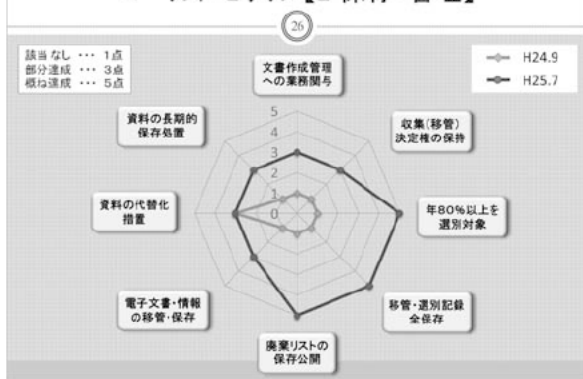 26
該当なし ・・・ 1点
部分達成 ・・・ 3点
概ね達成 ・・・ 5点
H24.9
H25.7
文書作成管理
への業務関与
収集(移管)
決定権の保持
年80%以上を
選別対象
移管・選別記録
全保存
廃棄リストの
保存公開
電子文書・情報
の移管・保存
資料の代替化
措置
資料の長期的
保存処置
5
4
3
2
1
0